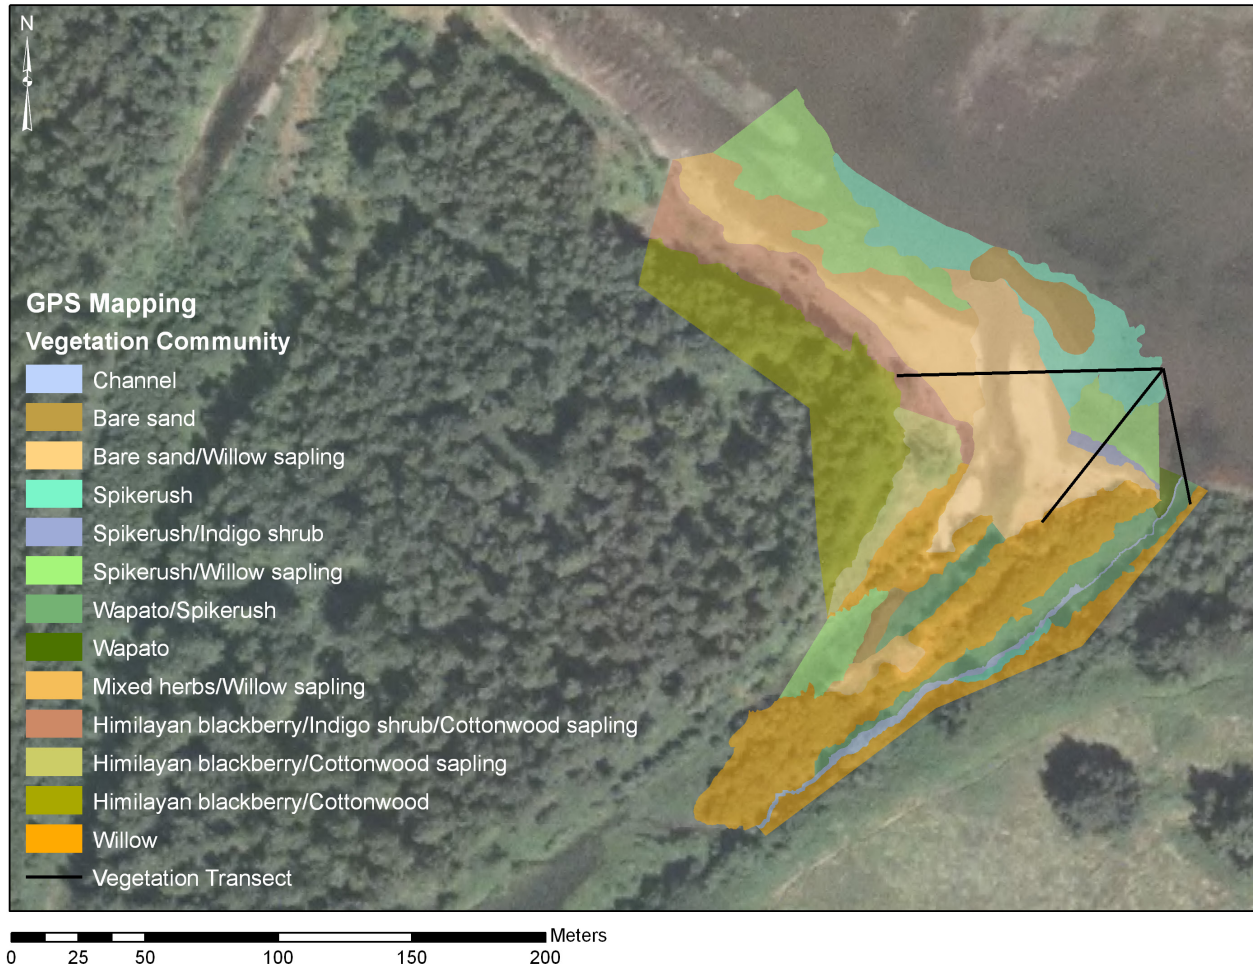 N
GPS Mapping
Vegetation Community
Channel
Bare sand
Bare sand/Willow sapling
Spikerush
Spikerush/Indigo shrub
Spikerush/Willow sapling
Wapato/Spikerush
Wapato
Mixed herbs/Willow sapling
Himilayan blackberry/Indigo shrub/Cottonwood sapling
Himilayan blackberry/Cottonwood sapling
Himilayan blackberry/Cottonwood
Willow
Vegetation Transect
Meters
0 25 50 100 150 200